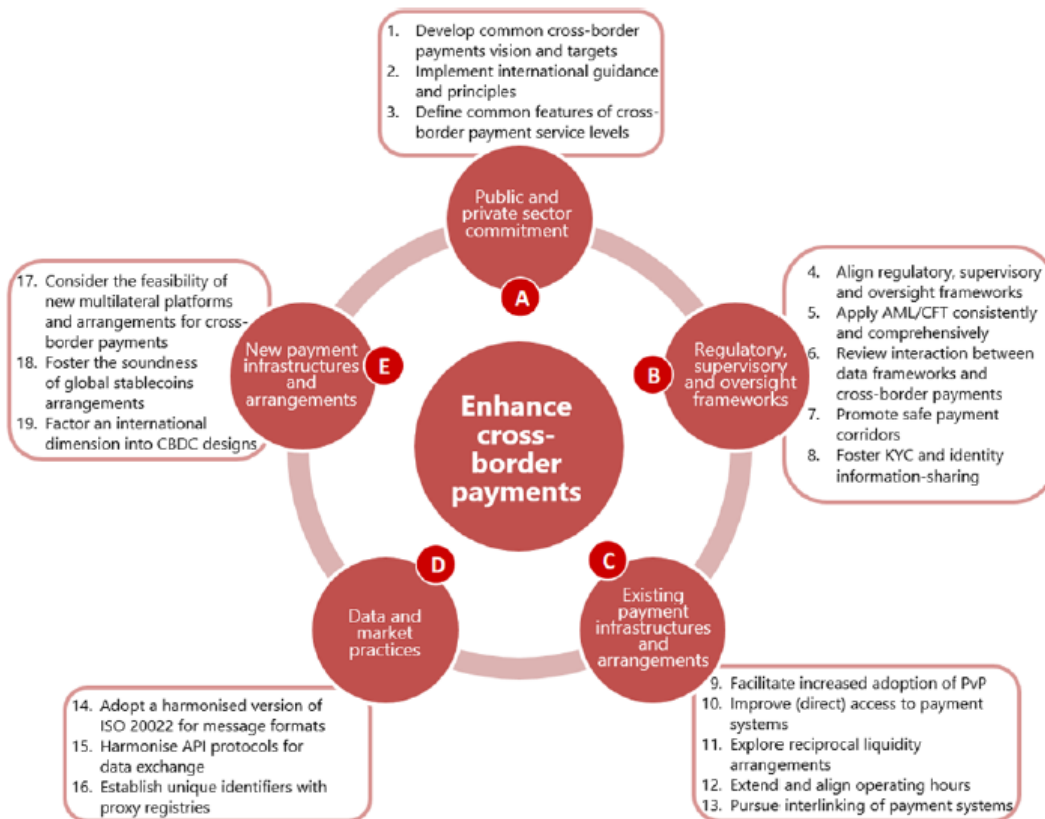 1. Develop common cross-border
payments vision and targets
2. Implement international guidance
and principles
3. Define common features of cross-
border payment service levels
Public and
private sector
commitment
A
17. Consider the feasibility of
new multilateral platforms
and arrangements for cross-
border payments
18. Foster the soundness
of global stablecoins
arrangements
19. Factor an international
dimension into CBDC designs
New payment
infrastructures
and
arrangements
E
Enhance
cross-
border
payments
B
Regulatory,
supervisory
and oversight
frameworks
4. Align regulatory, supervisory
and oversight frameworks
5. Apply AML/CFT consistently
and comprehensively
6. Review interaction between
data frameworks and
cross-border payments
7. Promote safe payment
corridors
8. Foster KYC and identity
information-sharing
D
Data and
market
practices
C
Existing
payment
infrastructures
and
arrangements
14. Adopt a harmonised version of
ISO 20022 for message formats
15. Harmonise API protocols for
data exchange
16. Establish unique identifiers with
proxy registries
9. Facilitate increased adoption of PvP
10. Improve (direct) access to payment
systems
11. Explore reciprocal liquidity
arrangements
12. Extend and align operating hours
13. Pursue interlinking of payment systems